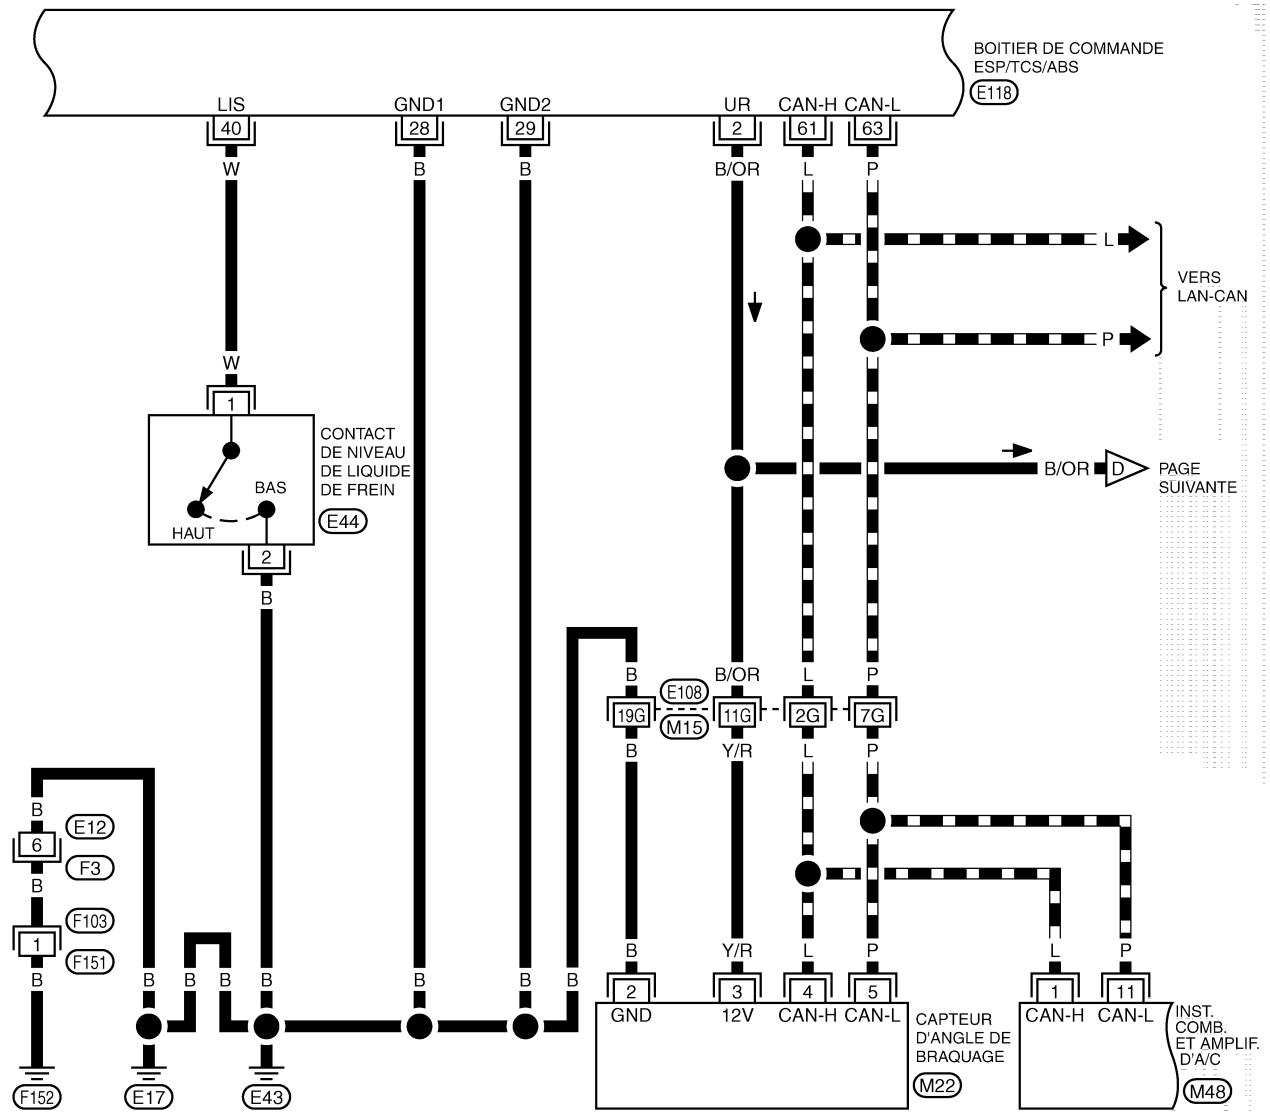 BOITIER DE COMMANDE
ESP/TCS/ABS
E118
LIS GND1 GND2 UR CAN-H CAN-L
40 28 29 2 61 63
W B B B/OR L P
L
VERS
LAN-CAN
P
W
1
CONTACT
DE NIVEAU
DE LIQUIDE
DE FREIN
E44
BAS
HAUT
2
B
B/OR D PAGE
SUIVANTE
B B/OR L P
E108
19G 11G 2G 7G
M15
B Y/R L P
B
6
E12
F3
B
F103
1
F151
B
B Y/R L P L P
B B B B B B B
2 3 4 5 1 11
GND 12V CAN-H CAN-L CAN-H CAN-L
CAPTEUR
D'ANGLE DE
BRAQUAGE
M22
INST.
COMB.
ET AMPLIF.
D'A/C
M48
F152 E17 E43